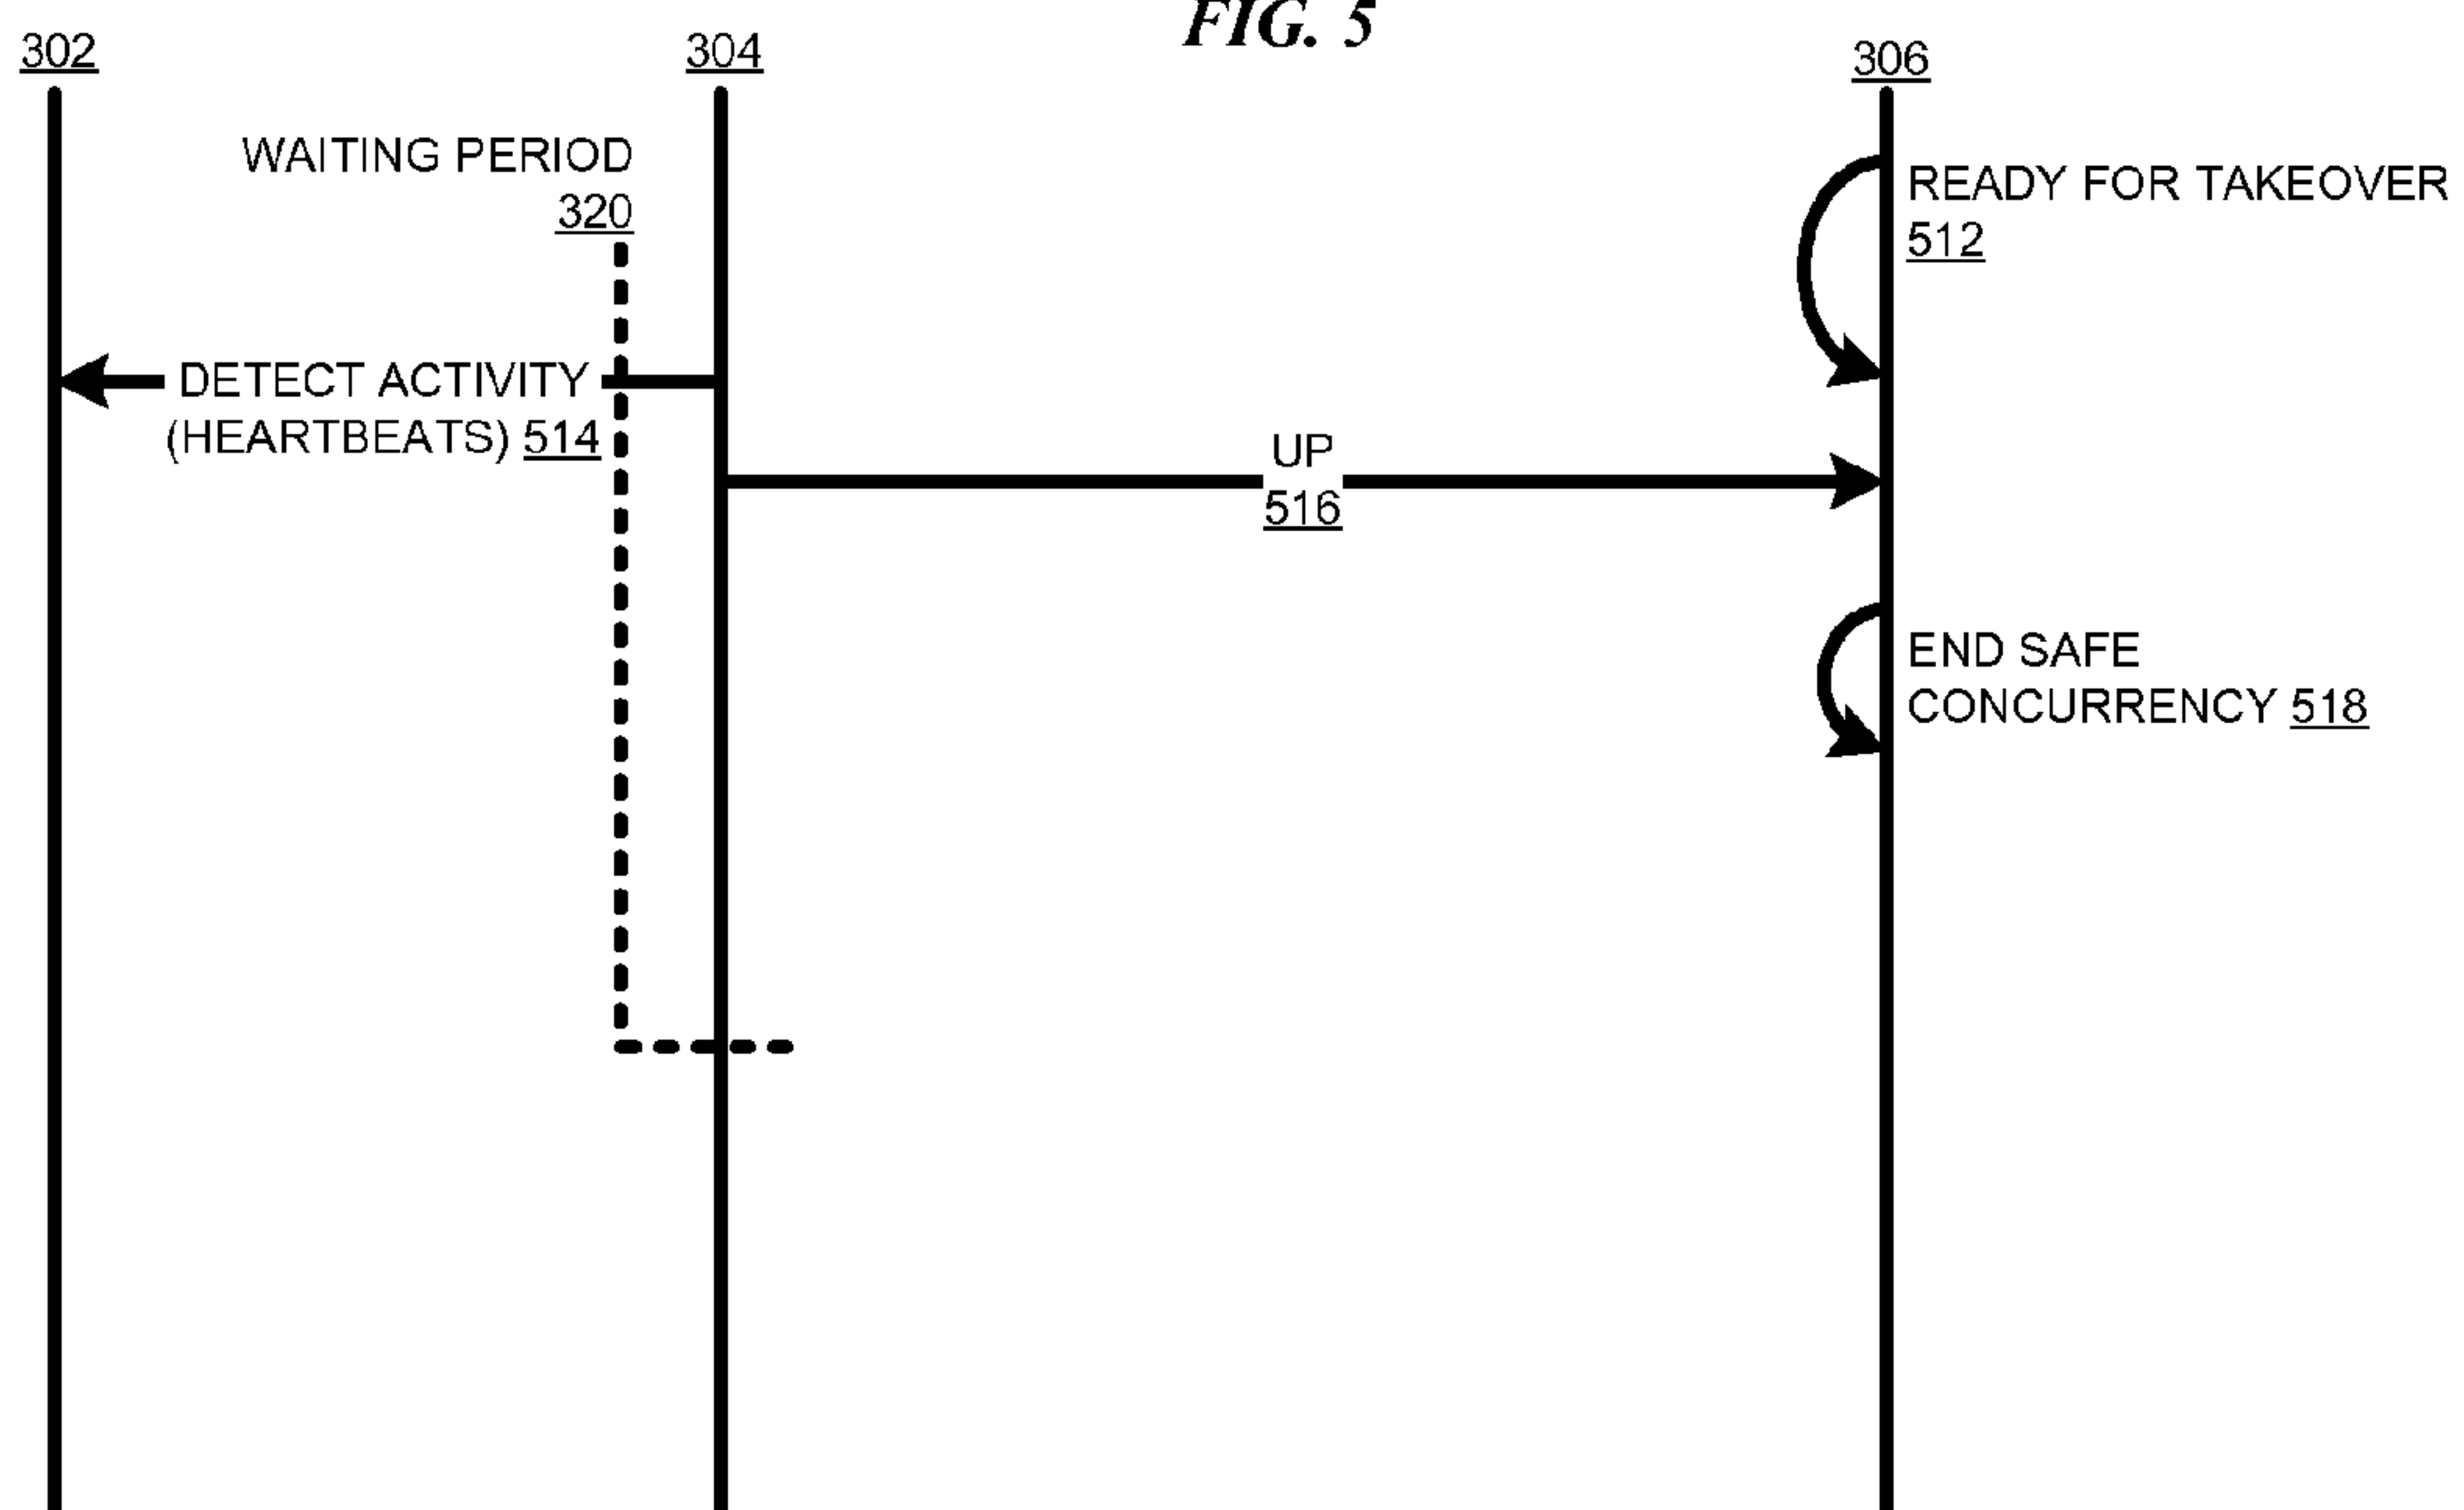 FIG. 5
302
304
306
WAITING PERIOD
320
READY FOR TAKEOVER
512
DETECT ACTIVITY
(HEARTBEATS) 514
UP
516
END SAFE
CONCURRENCY 518